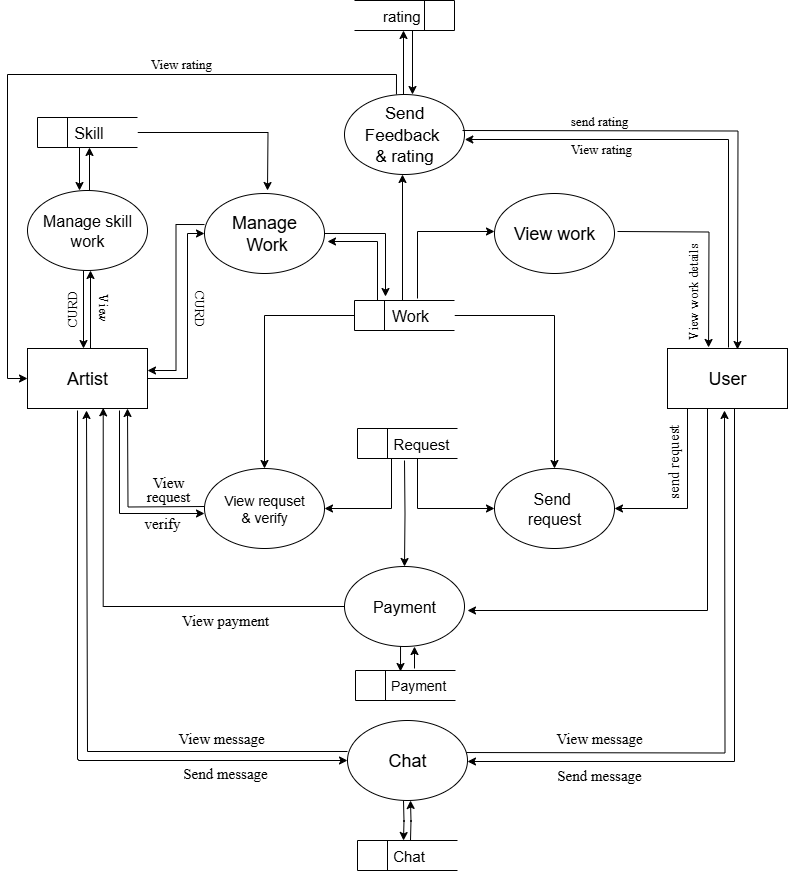 rating
View rating
Send
Feedback
& rating
send rating
View rating
Skill
Manage skill
work
Manage
Work
View work
CURD
View
CURD
Work
View work details
Artist
User
Request
send request
View
request
verify
View requset
& verify
Send
request
Payment
View payment
Payment
View message
Send message
Chat
View message
Send message
Chat